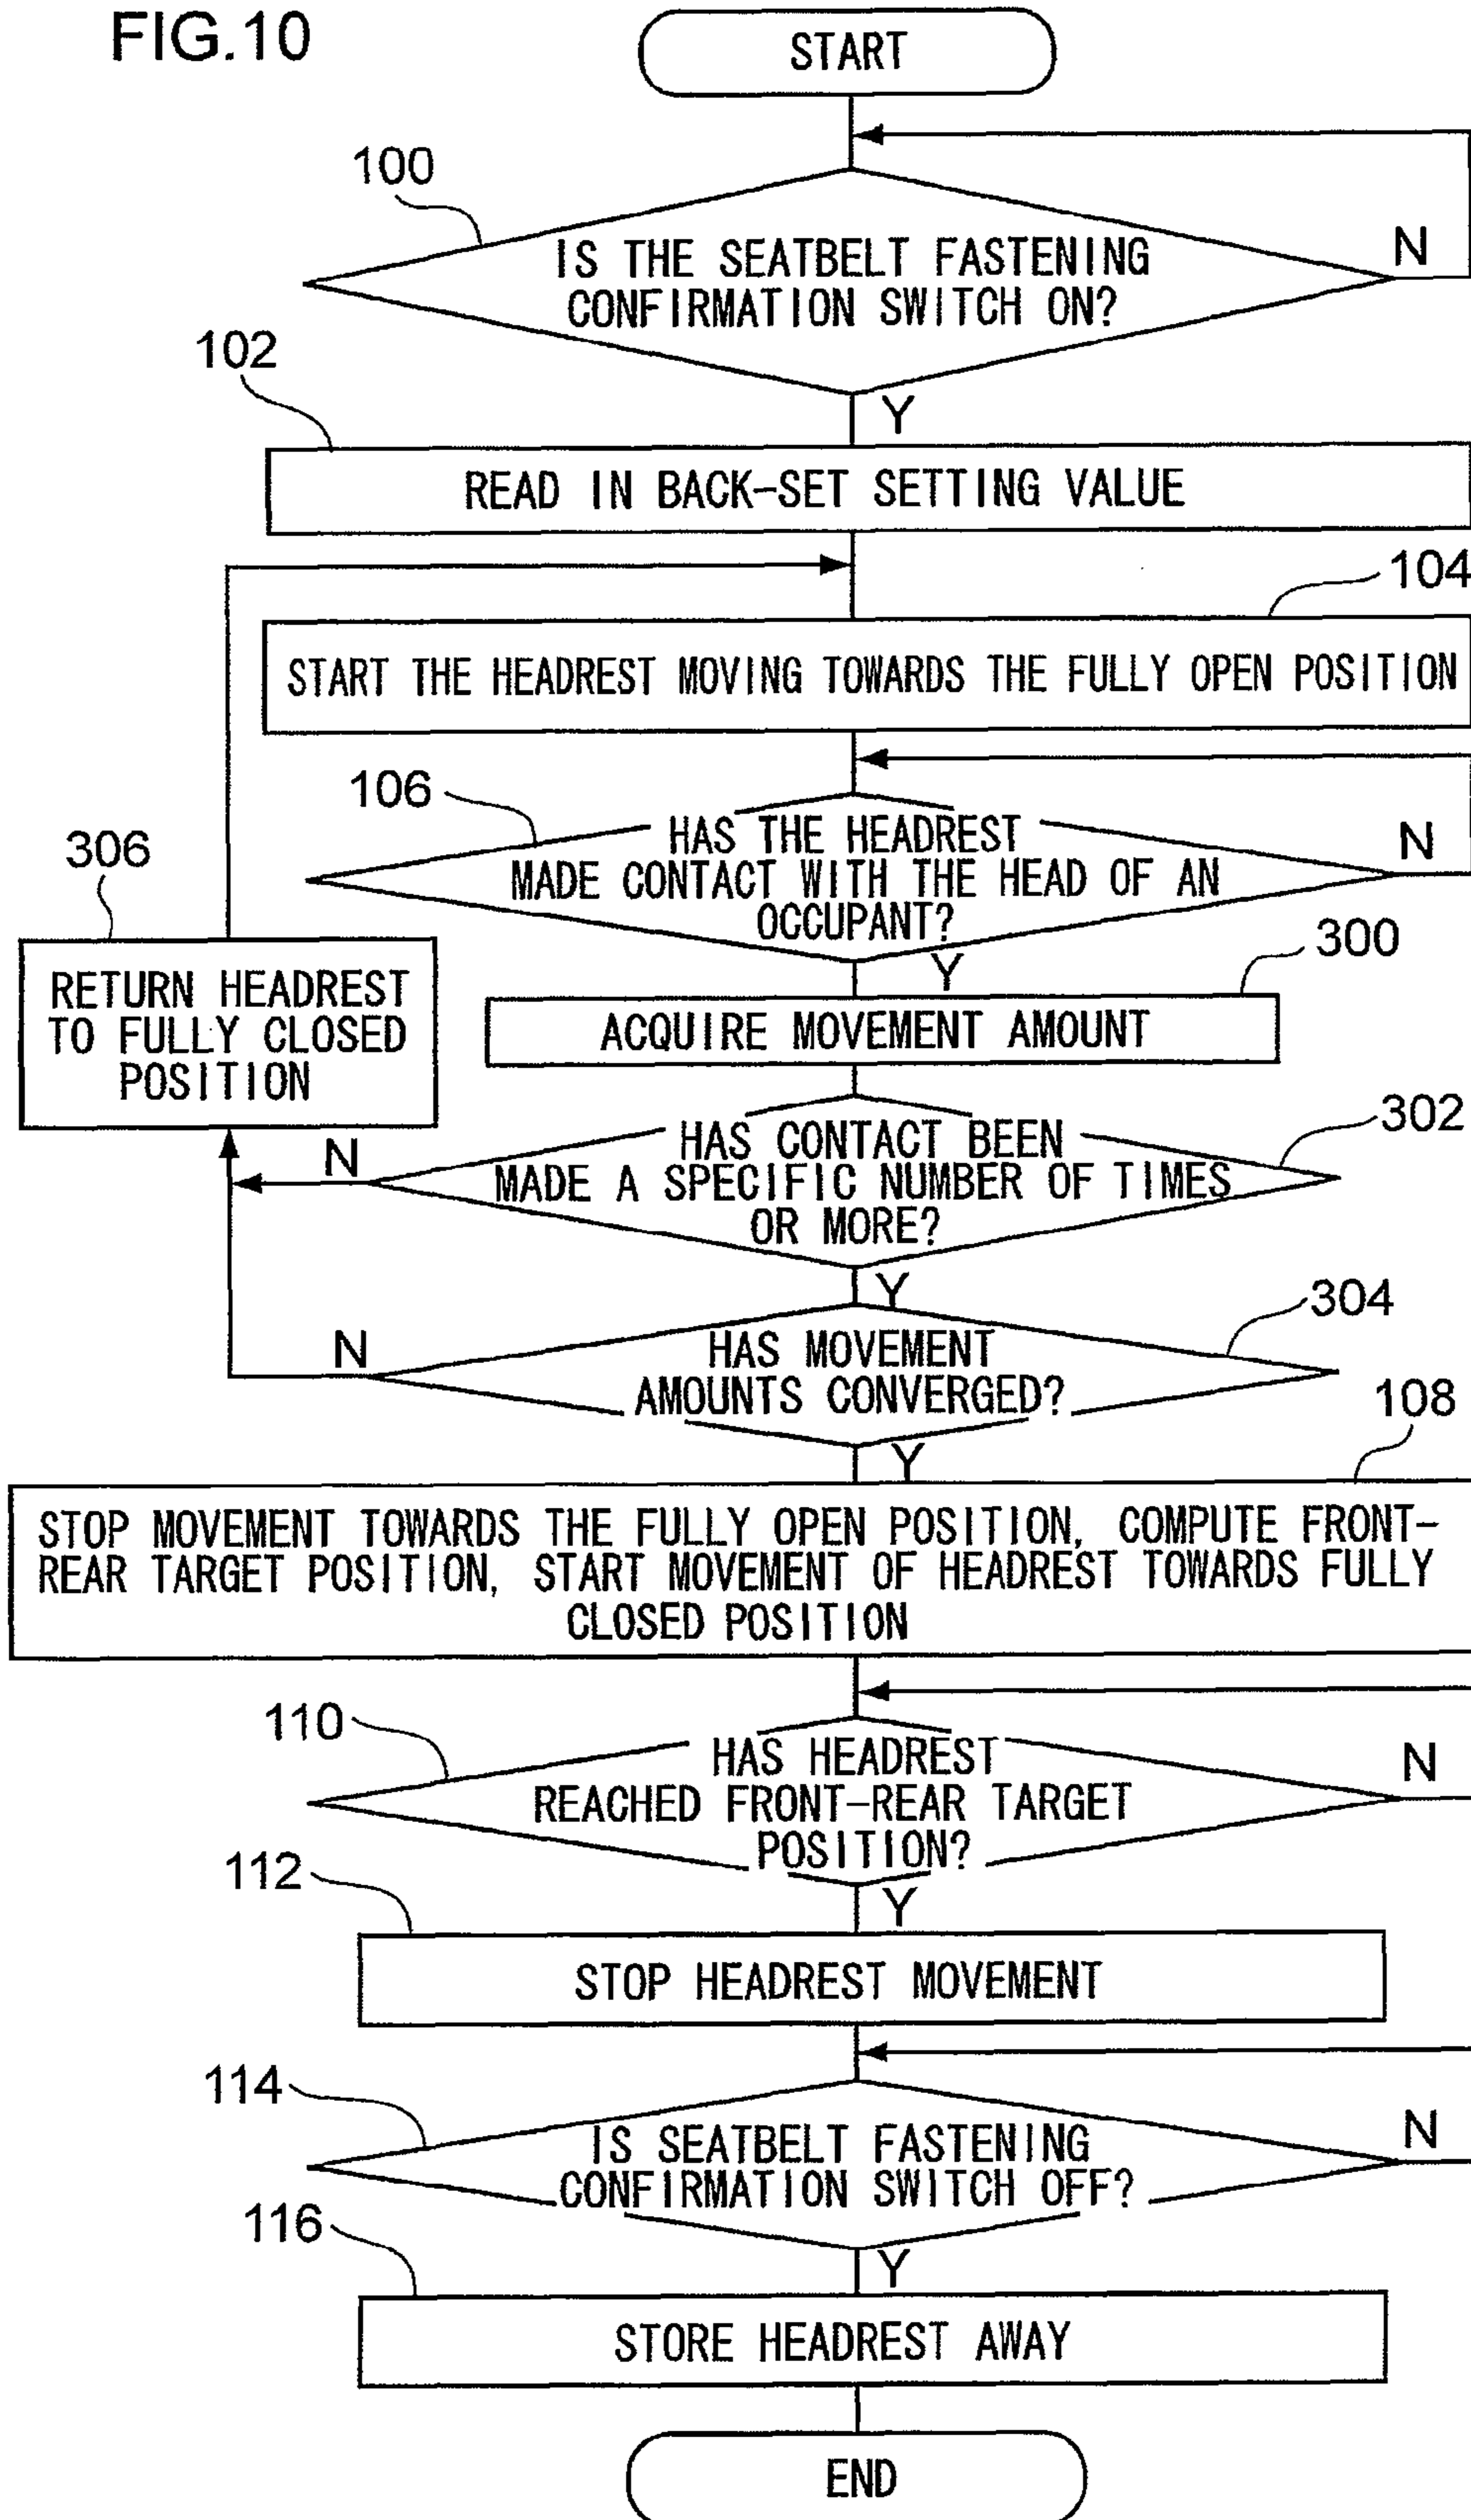 FIG.10
START
100
IS THE SEATBELT FASTENING
CONFIRMATION SWITCH ON?
N
Y
102
READ IN BACK-SET SETTING VALUE
104
START THE HEADREST MOVING TOWARDS THE FULLY OPEN POSITION
106
HAS THE HEADREST
MADE CONTACT WITH THE HEAD OF AN
OCCUPANT?
N
Y
306
RETURN HEADREST
TO FULLY CLOSED
POSITION
300
ACQUIRE MOVEMENT AMOUNT
302
HAS CONTACT BEEN
MADE A SPECIFIC NUMBER OF TIMES
OR MORE?
N
Y
304
HAS MOVEMENT
AMOUNTS CONVERGED?
N
Y
108
STOP MOVEMENT TOWARDS THE FULLY OPEN POSITION, COMPUTE FRONT-
REAR TARGET POSITION, START MOVEMENT OF HEADREST TOWARDS FULLY
CLOSED POSITION
110
HAS HEADREST
REACHED FRONT-REAR TARGET
POSITION?
N
Y
112
STOP HEADREST MOVEMENT
114
IS SEATBELT FASTENING
CONFIRMATION SWITCH OFF?
N
Y
116
STORE HEADREST AWAY
END